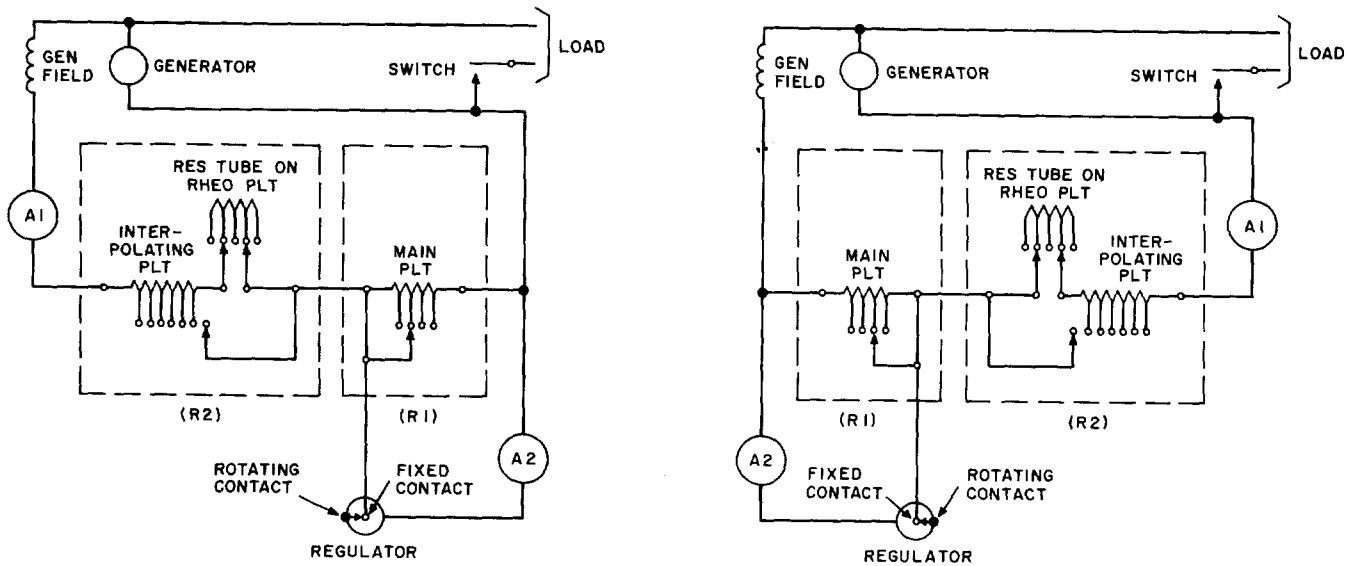 GEN
FIELD
GENERATOR
SWITCH
LOAD
RES TUBE ON
RHEO PLT
A1
INTER-
POLATING
PLT
MAIN
PLT
(R2)
(R1)
A2
ROTATING
CONTACT
FIXED
CONTACT
REGULATOR
GEN
FIELD
GENERATOR
SWITCH
LOAD
RES TUBE ON
RHEO PLT
A1
MAIN
PLT
INTER-
POLATING
PLT
(R1)
(R2)
A2
FIXED
CONTACT
ROTATING
CONTACT
REGULATOR